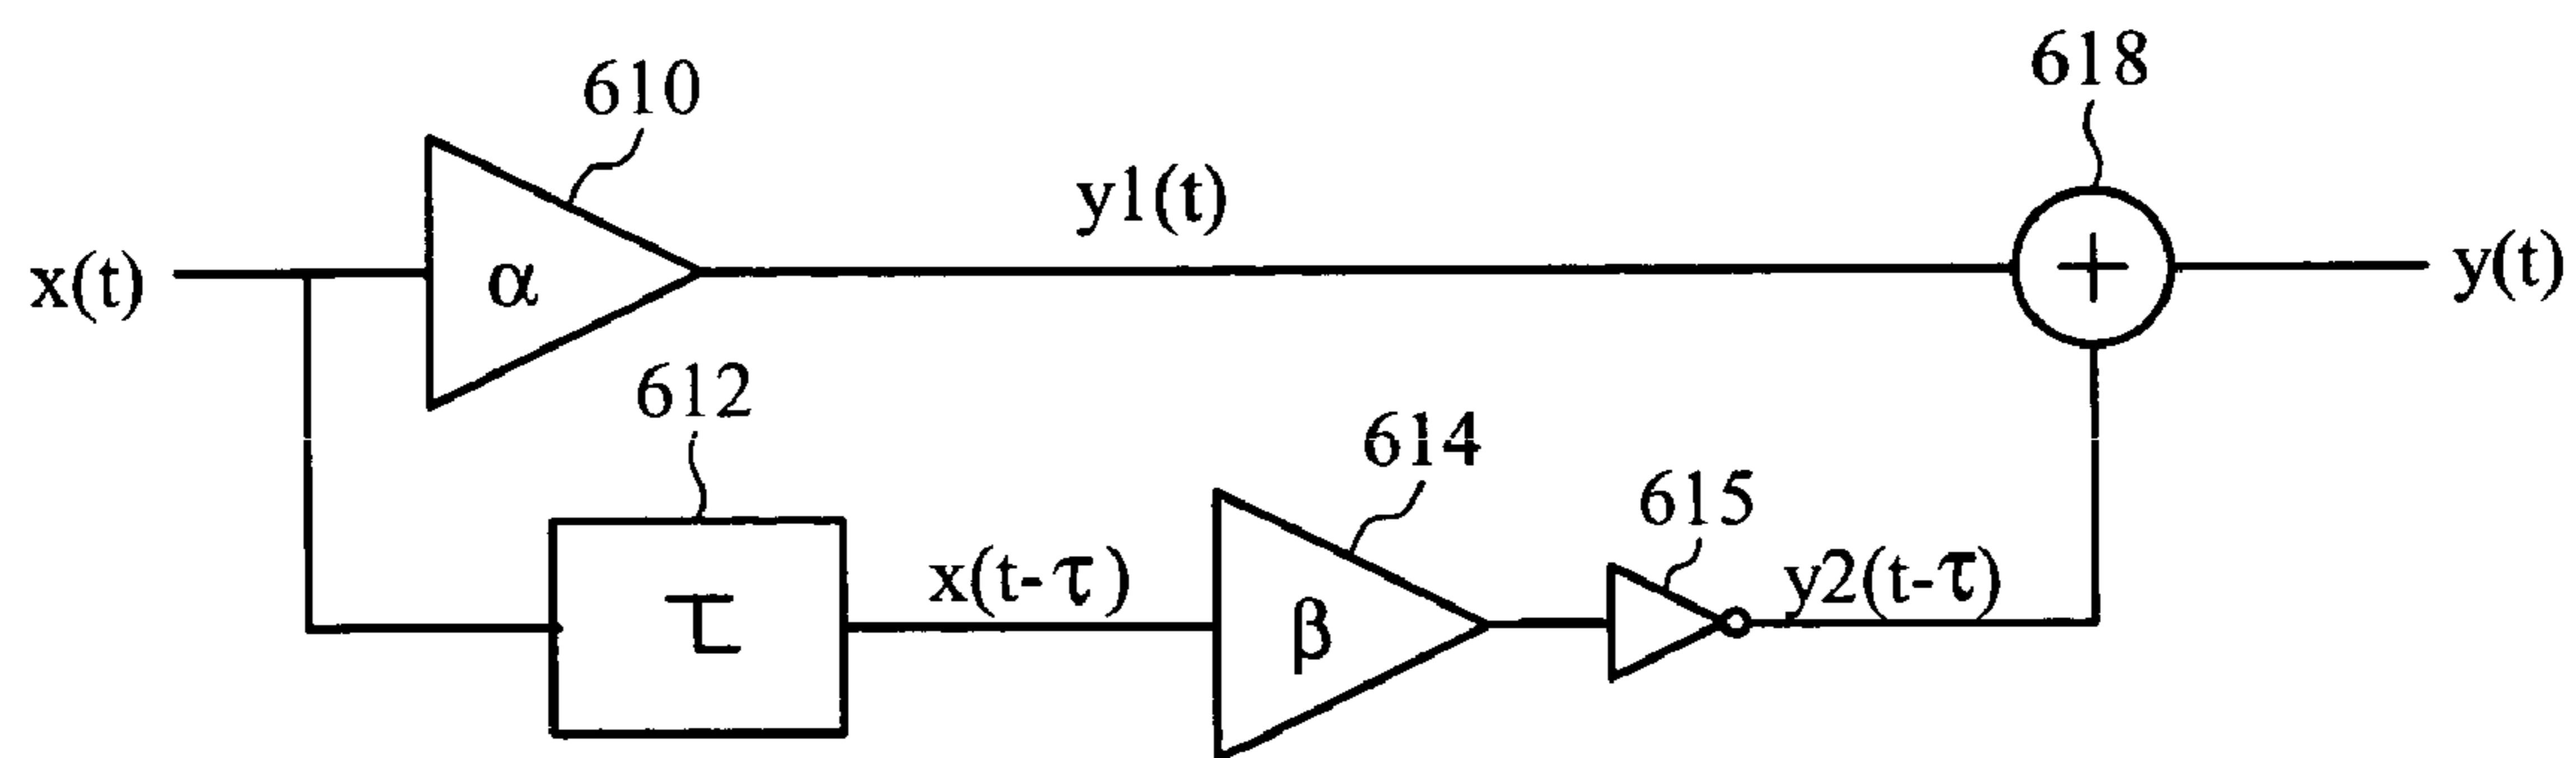 618
610
y1(t)
x(t)
α
+
y(t)
612
614
615
τ
x(t-τ)
β
y2(t-τ)